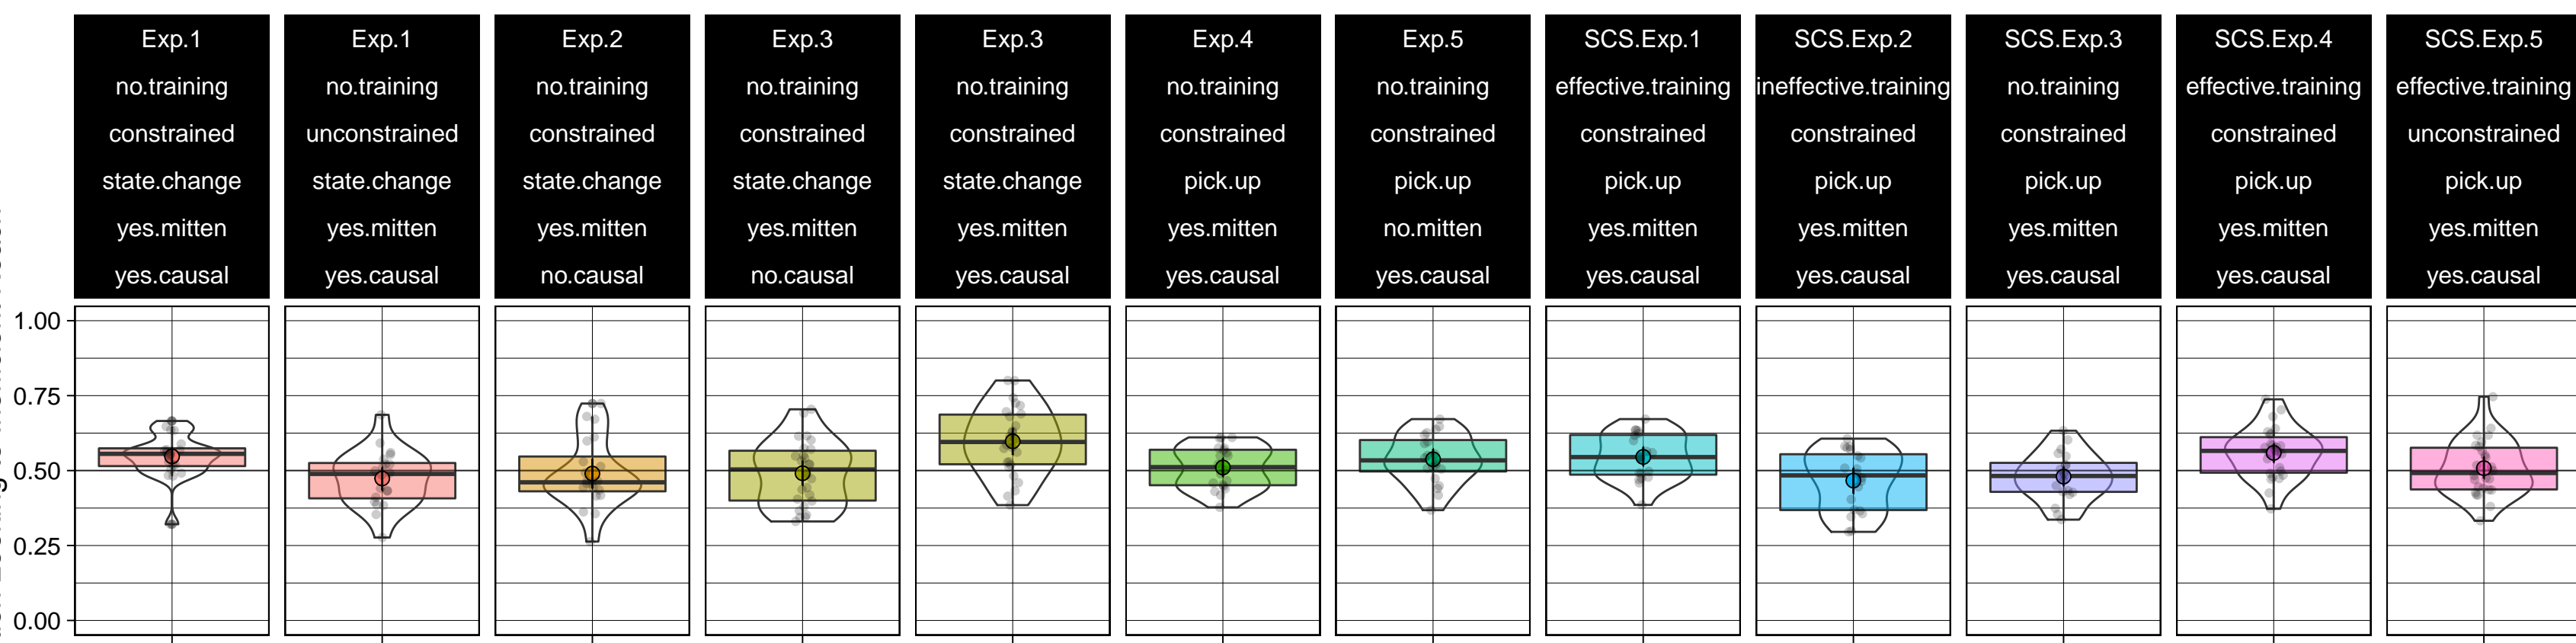 Exp.1 Exp.1 Exp.2 Exp.3 Exp.3 Exp.4 Exp.5 SCS.Exp.1 SCS.Exp.2 SCS.Exp.3 SCS.Exp.4 SCS.Exp.5
no.training no.training no.training no.training no.training no.training no.training effective.training ineffective.training no.training effective.training effective.training
constrained unconstrained constrained constrained constrained constrained constrained constrained constrained constrained constrained unconstrained
state.change state.change state.change state.change state.change pick.up pick.up pick.up pick.up pick.up pick.up pick.up
yes.mitten yes.mitten yes.mitten yes.mitten yes.mitten yes.mitten no.mitten yes.mitten yes.mitten yes.mitten yes.mitten yes.mitten
yes.causal yes.causal no.causal no.causal yes.causal yes.causal yes.causal yes.causal yes.causal yes.causal yes.causal yes.causal
1.00
0.75
0.50
0.25
0.00